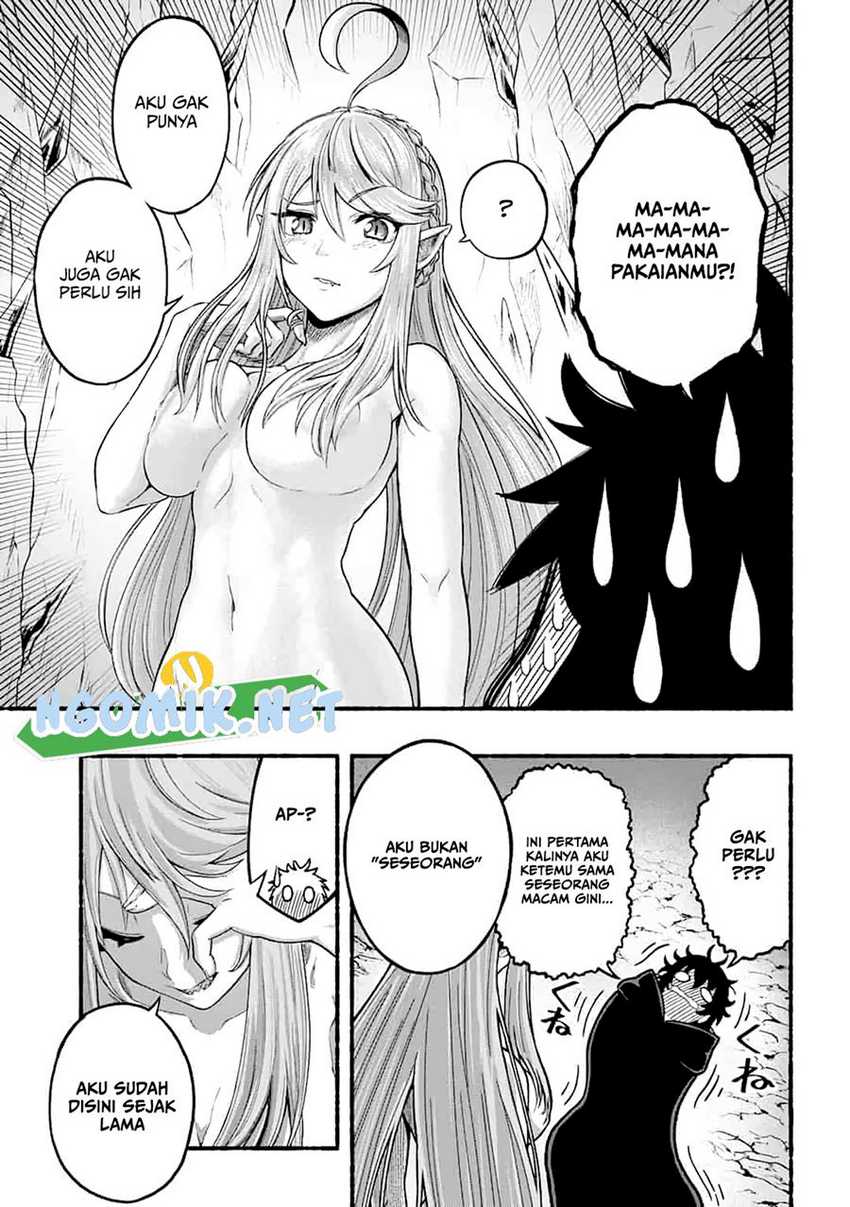 MA-MA-
MA-MA-MA-
MA-MANA
PAKAIANMU?!
?
AKU GAK
PUNYA
AKU
JUGA GAK
PERLU SIH
NGOMIK.NET
GAK
PERLU
???
INI PERTAMA
KALINYA AKU
KETEMU SAMA
SESEORANG
MACAM GINI...
くね
くね
AKU BUKAN
"SESEORANG"
AP-?
AKU SUDAH
DISINI SEJAK
LAMA